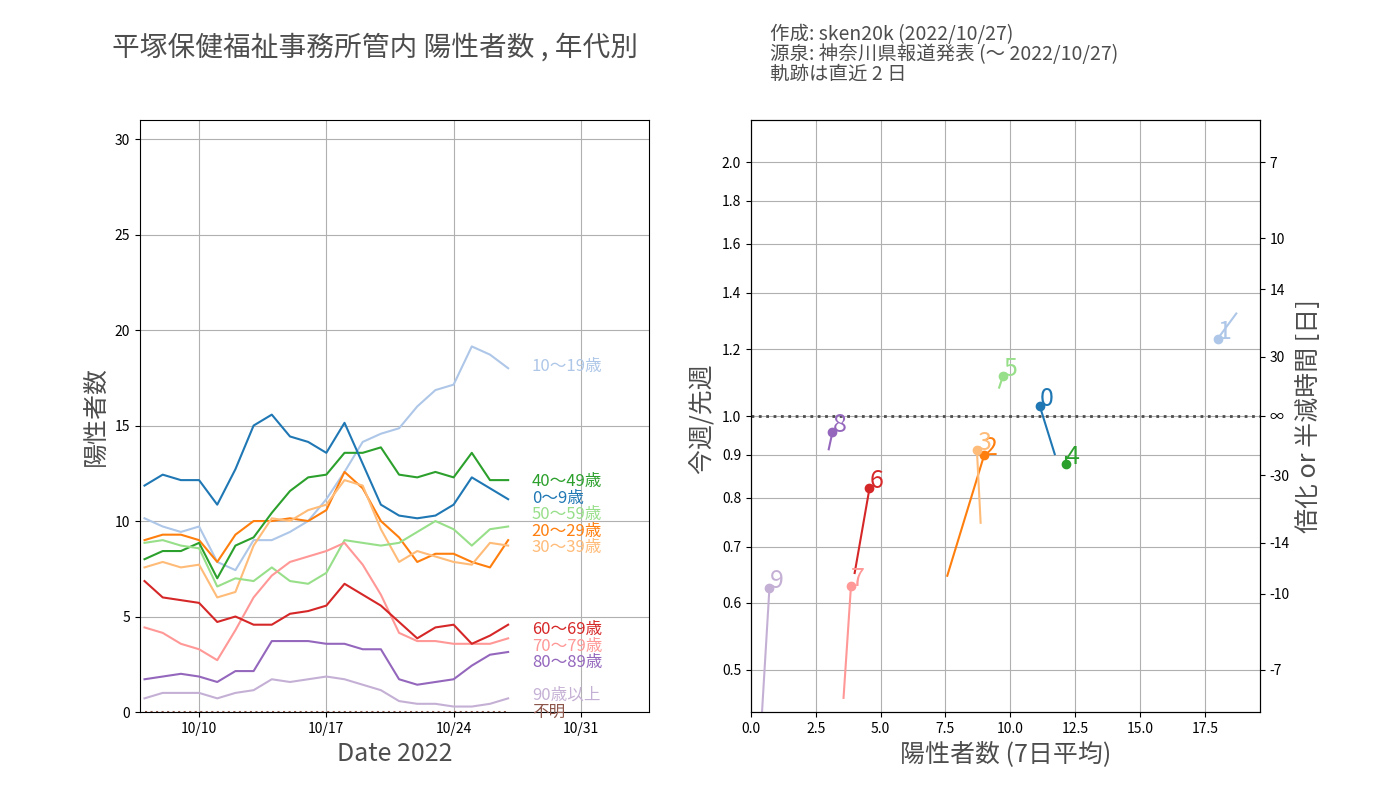 平塚保健福祉事務所管内 陽性者数 , 年代別
作成: sken20k (2022/10/27)
源泉: 神奈川県報道発表 (～ 2022/10/27)
軌跡は直近 2 日
陽性者数
30
25
20
15
10
5
0
10/10
10/17
10/24
10/31
Date 2022
10～19歳
40～49歳
0～9歳
50～59歳
20～29歳
30～39歳
60～69歳
70～79歳
80～89歳
90歳以上
不明
今週/先週
2.0
1.8
1.6
1.4
1.2
1.0
0.9
0.8
0.7
0.6
0.5
0.0
2.5
5.0
7.5
10.0
12.5
15.0
17.5
陽性者数 (7日平均)
1
5
0
8
3
2
4
6
7
9
7
10
14
30
∞
-30
-14
-10
-7
倍化 or 半減時間 [日]